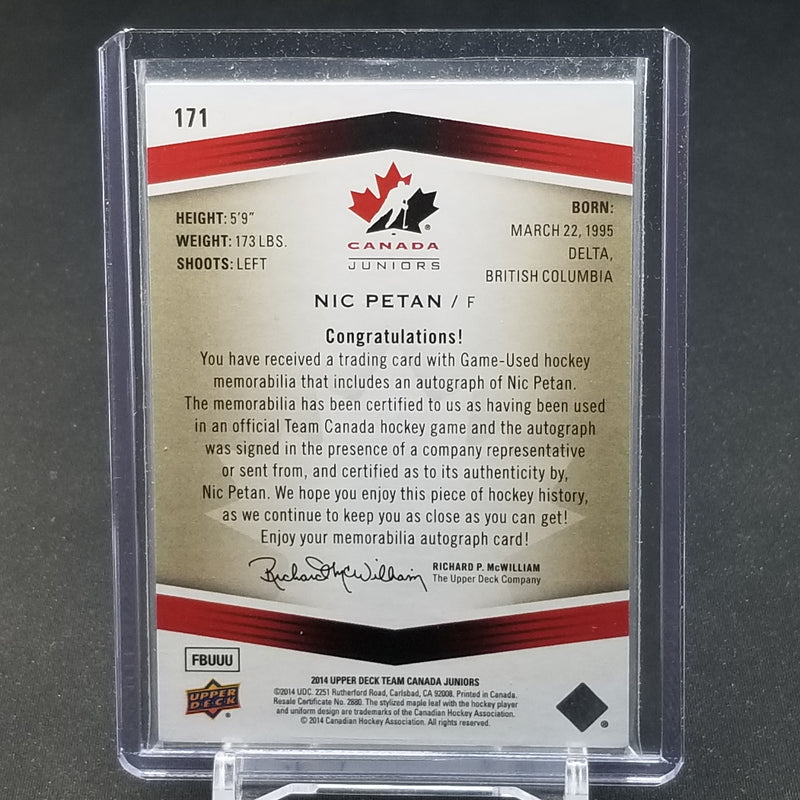 171
HEIGHT: 5'9"
WEIGHT: 173 LBS.
SHOOTS: LEFT
®
CANADA
JUNIORS
BORN:
MARCH 22, 1995
DELTA,
BRITISH COLUMBIA
NIC PETAN / F
Congratulations!
You have received a trading card with Game-Used hockey
memorabilia that includes an autograph of Nic Petan.
The memorabilia has been certified to us as having been used
in an official Team Canada hockey game and the autograph
was signed in the presence of a company representative
or sent from, and certified as to its authenticity by,
Nic Petan. We hope you enjoy this piece of hockey history,
as we continue to keep you as close as you can get!
Enjoy your memorabilia autograph card!
Richard McWilliam
RICHARD P. McWILLIAM
The Upper Deck Company
FBUUU
UPPER
DECK
®
2014 UPPER DECK TEAM CANADA JUNIORS
©2014 UDC. 2251 Rutherford Road, Carlsbad, CA 92008. Printed in Canada.
Resale Certificate No. 2680. The stylized maple leaf with the hockey player
and uniform design are trademarks of the Canadian Hockey Association.
© 2014 Canadian Hockey Association. All rights reserved.
®